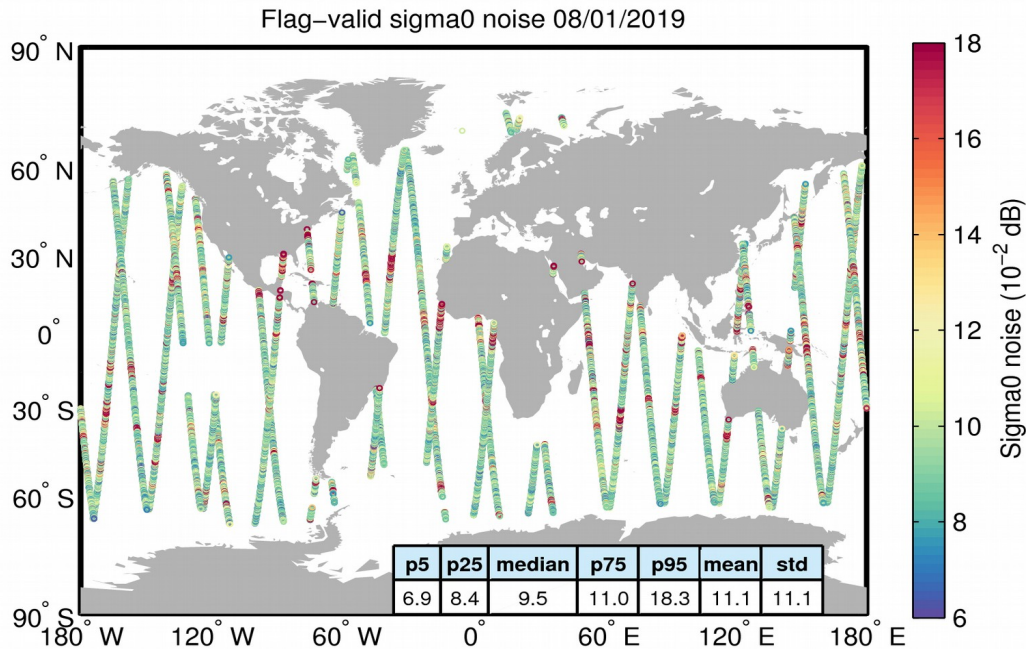 Flag−valid sigma0 noise 08/01/2019
90° N
60° N
30° N
0°
30° S
60° S
90° S
180° W
120° W
60° W
0°
60° E
120° E
180° E
p5 p25 median p75 p95 mean std
6.9 8.4 9.5 11.0 18.3 11.1 11.1
18
16
14
12
10
8
6
Sigma0 noise (10⁻² dB)